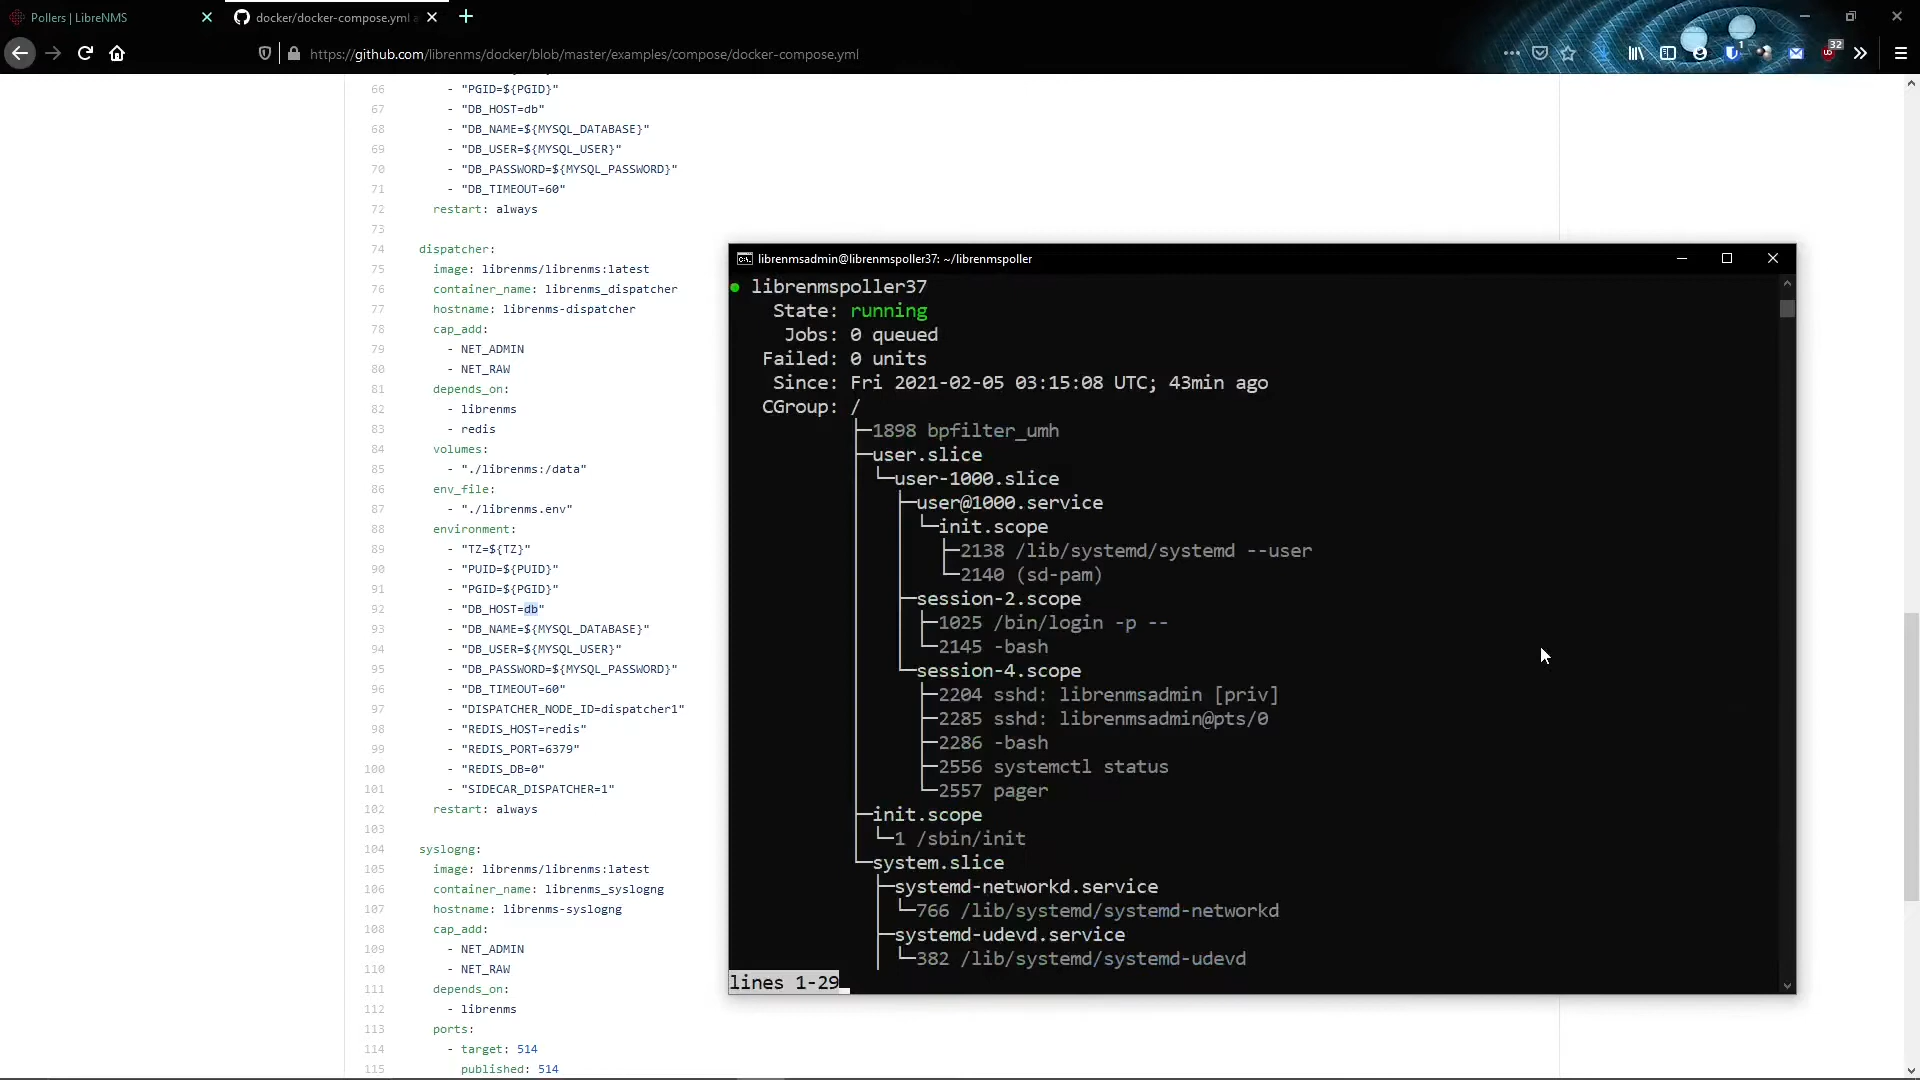 Pollers | LibreNMS
docker/docker-compose.yml a
https://github.com/librenms/docker/blob/master/examples/compose/docker-compose.yml
1
32
66 - "PGID=${PGID}"
67 - "DB_HOST=db"
68 - "DB_NAME=${MYSQL_DATABASE}"
69 - "DB_USER=${MYSQL_USER}"
70 - "DB_PASSWORD=${MYSQL_PASSWORD}"
71 - "DB_TIMEOUT=60"
72 restart: always
73
74 dispatcher:
75 image: librenms/librenms:latest
76 container_name: librenms_dispatcher
77 hostname: librenms-dispatcher
78 cap_add:
79 - NET_ADMIN
80 - NET_RAW
81 depends_on:
82 - librenms
83 - redis
84 volumes:
85 - "./librenms:/data"
86 env_file:
87 - "./librenms.env"
88 environment:
89 - "TZ=${TZ}"
90 - "PUID=${PUID}"
91 - "PGID=${PGID}"
92 - "DB_HOST=db"
93 - "DB_NAME=${MYSQL_DATABASE}"
94 - "DB_USER=${MYSQL_USER}"
95 - "DB_PASSWORD=${MYSQL_PASSWORD}"
96 - "DB_TIMEOUT=60"
97 - "DISPATCHER_NODE_ID=dispatcher1"
98 - "REDIS_HOST=redis"
99 - "REDIS_PORT=6379"
100 - "REDIS_DB=0"
101 - "SIDECAR_DISPATCHER=1"
102 restart: always
103
104 syslogng:
105 image: librenms/librenms:latest
106 container_name: librenms_syslogng
107 hostname: librenms-syslogng
108 cap_add:
109 - NET_ADMIN
110 - NET_RAW
111 depends_on:
112 - librenms
113 ports:
114 - target: 514
115 published: 514
librenmsadmin@librenmspoller37: ~/librenmspoller
● librenmspoller37
State: running
Jobs: 0 queued
Failed: 0 units
Since: Fri 2021-02-05 03:15:08 UTC; 43min ago
CGroup: /
├─1898 bpfilter_umh
├─user.slice
└─user-1000.slice
├─user@1000.service
└─init.scope
├─2138 /lib/systemd/systemd --user
└─2140 (sd-pam)
├─session-2.scope
├─1025 /bin/login -p --
└─2145 -bash
└─session-4.scope
├─2204 sshd: librenmsadmin [priv]
├─2285 sshd: librenmsadmin@pts/0
├─2286 -bash
├─2556 systemctl status
└─2557 pager
├─init.scope
└─1 /sbin/init
└─system.slice
├─systemd-networkd.service
└─766 /lib/systemd/systemd-networkd
├─systemd-udevd.service
└─382 /lib/systemd/systemd-udevd
lines 1-29